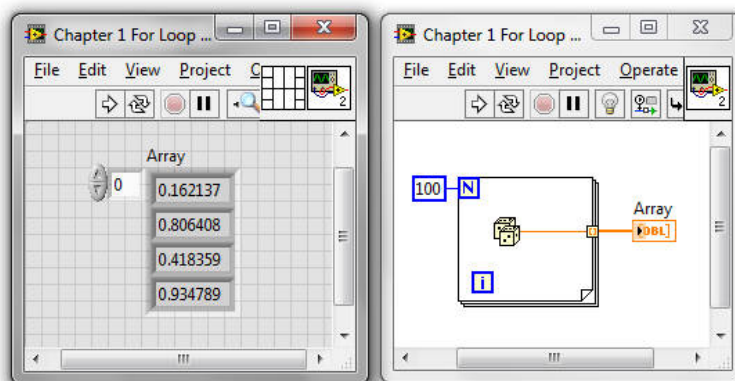 Chapter 1 For Loop ...
File Edit View Project O
2
Array
0
0.162137
0.806408
0.418359
0.934789
Chapter 1 For Loop ...
File Edit View Project Operate
2
100 N
Array
DBL]
i